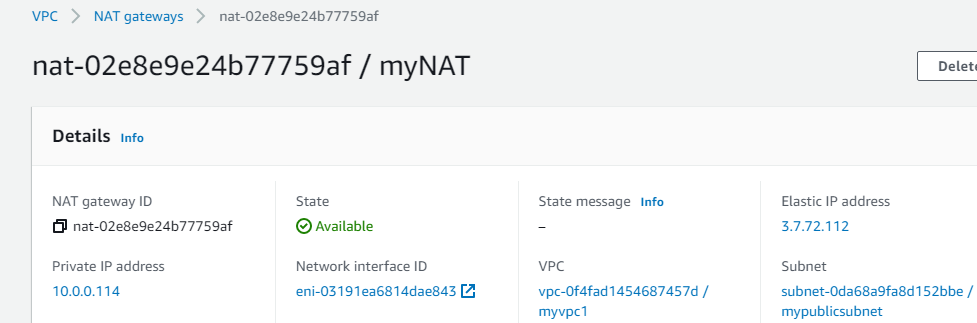 VPC > NAT gateways > nat-02e8e9e24b77759af
nat-02e8e9e24b77759af / myNAT
Delete
Details Info
NAT gateway ID
nat-02e8e9e24b77759af
State
Available
State message Info
–
Elastic IP address
3.7.72.112
Private IP address
10.0.0.114
Network interface ID
eni-03191ea6814dae843
VPC
vpc-0f4fad1454687457d /
myvpc1
Subnet
subnet-0da68a9fa8d152bbe /
mypublicsubnet